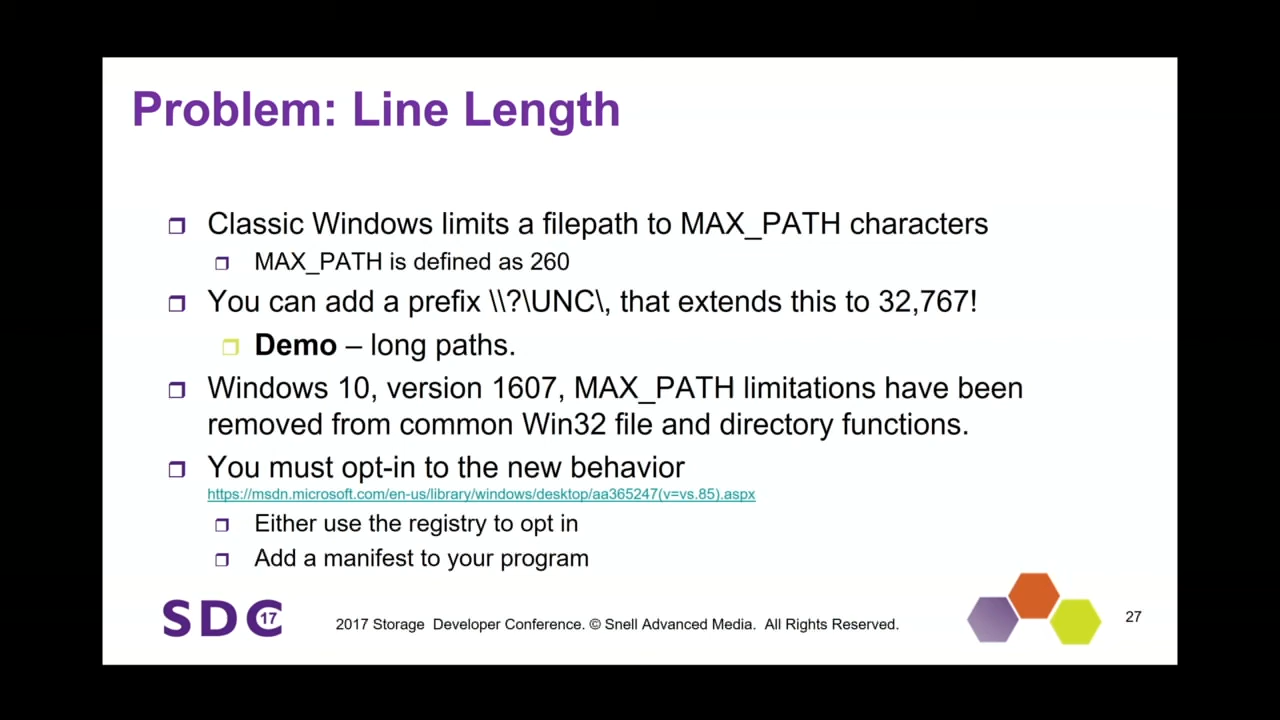 Problem: Line Length
Classic Windows limits a filepath to MAX_PATH characters
MAX_PATH is defined as 260
You can add a prefix \\?\UNC\, that extends this to 32,767!
Demo – long paths.
Windows 10, version 1607, MAX_PATH limitations have been
removed from common Win32 file and directory functions.
You must opt-in to the new behavior
https://msdn.microsoft.com/en-us/library/windows/desktop/aa365247(v=vs.85).aspx
Either use the registry to opt in
Add a manifest to your program
SDC 17
2017 Storage Developer Conference. © Snell Advanced Media. All Rights Reserved.
27